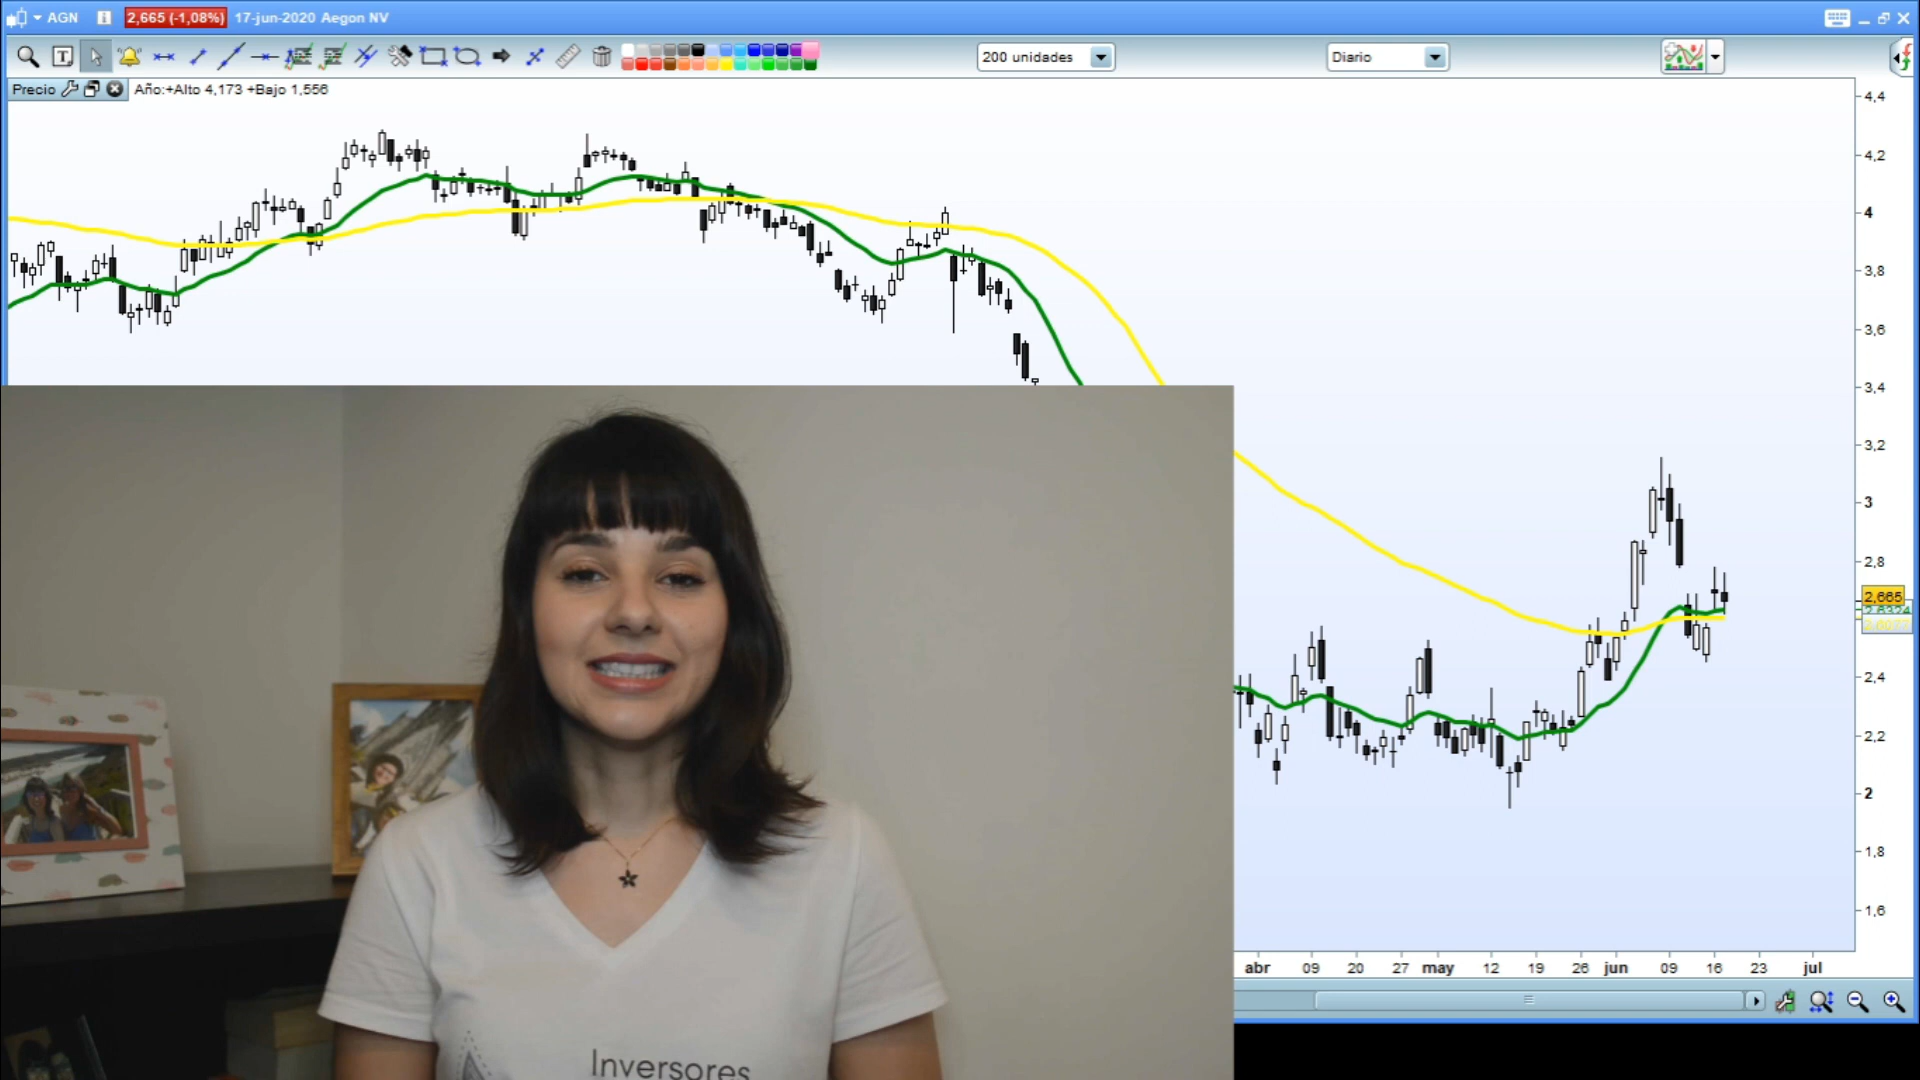 AGN 2,665 (-1,08%) 17-jun-2020 Aegon NV
200 unidades
Diario
Precio Año:+Alto 4,173 +Bajo 1,556
4,4
4,2
4
3,8
3,6
3,4
3,2
3
2,8
2,665
2,4
2,2
2
1,8
1,6
abr 09 20 27 may 12 19 26 jun 09 16 23 jul
Inversores